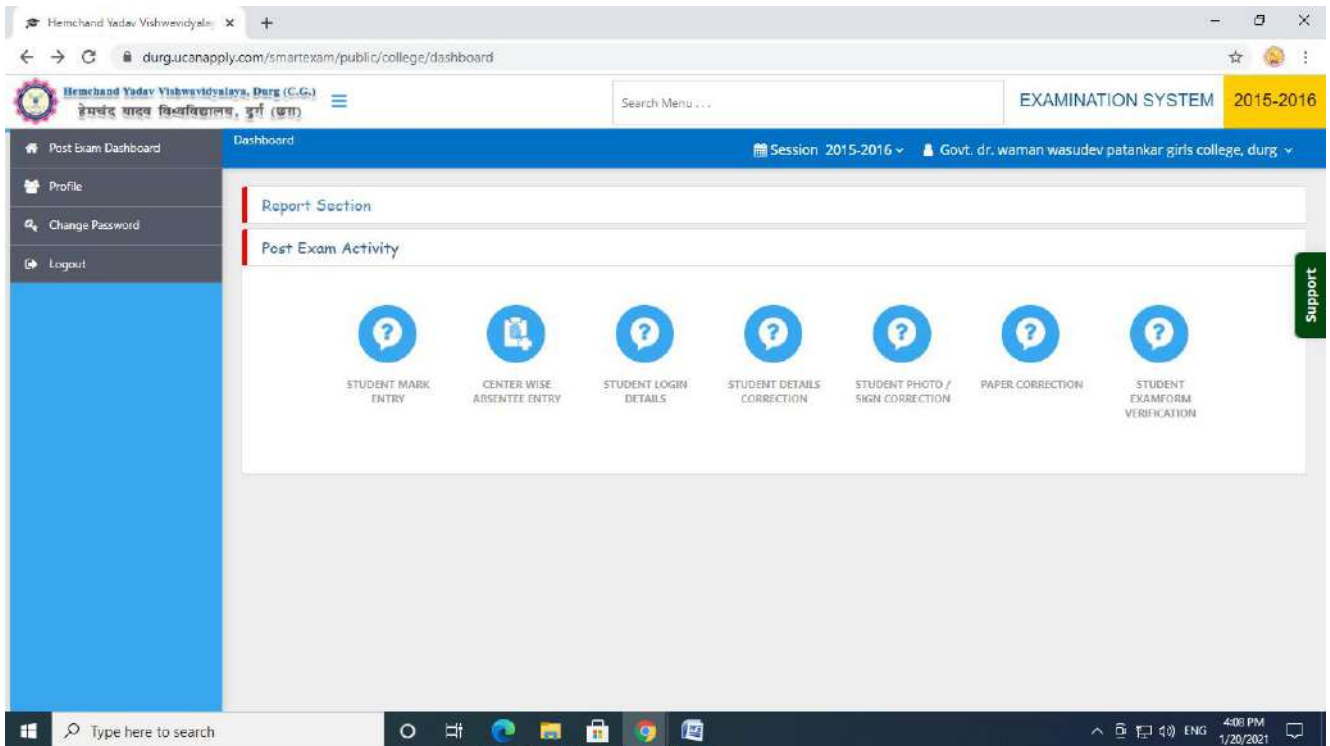 Hemchand Yadav Vishwavidyala
durg.ucanapply.com/smartexam/public/college/dashboard
Hemchand Yadav Vishwavidyalaya, Durg (C.G.)
हेमचंद यादव विश्वविद्यालय, दुर्ग (छग)
Search Menu . . .
EXAMINATION SYSTEM
2015-2016
Post Exam Dashboard
Dashboard
Session 2015-2016
Govt. dr. waman wasudev patankar girls college, durg
Profile
Change Password
Logout
Report Section
Post Exam Activity
Support
STUDENT MARK
ENTRY
CENTER WISE
ABSENTEE ENTRY
STUDENT LOGIN
DETAILS
STUDENT DETAILS
CORRECTION
STUDENT PHOTO /
SIGN CORRECTION
PAPER CORRECTION
STUDENT
EXAMFORM
VERIFICATION
Type here to search
ENG
4:08 PM
1/20/2021